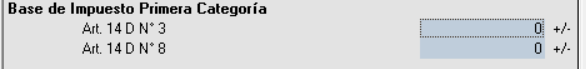 Base de Impuesto Primera Categoría
Art. 14 D N° 3 0 +/-
Art. 14 D N° 8 0 +/-